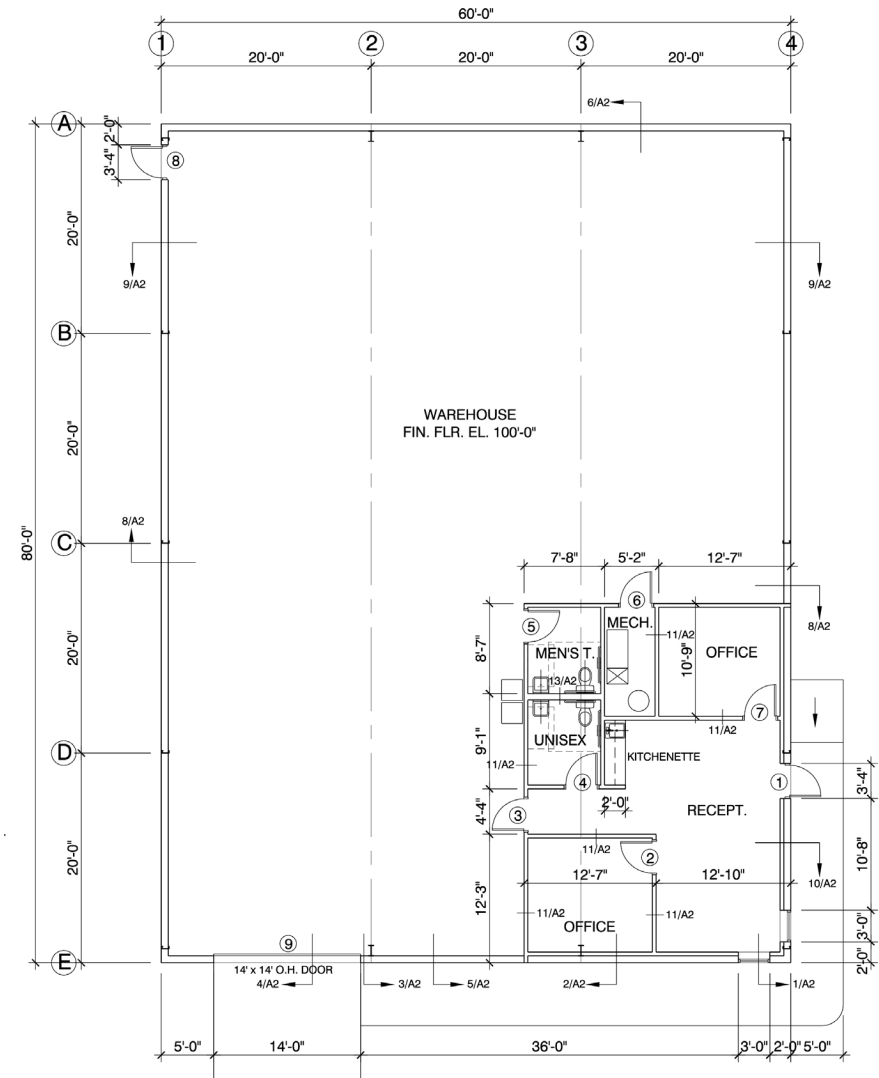 60'-0"
1 2 3 4
20'-0" 20'-0" 20'-0"
6/A2
A
2'-0"
3'-4"
8
20'-0"
9/A2 9/A2
B
WAREHOUSE
FIN. FLR. EL. 100'-0"
20'-0"
80'-0"
8/A2
C
7'-8" 5'-2" 12'-7"
6
5 MECH. 11/A2 8/A2
8'-7" MEN'S T. 10'-9" OFFICE
20'-0"
13/A2
7
11/A2
UNISEX
9'-1" KITCHENETTE
D
11/A2
4 1 3'-4"
2'-0"
3 RECEPT.
4'-4"
11/A2 2
10'-8"
20'-0"
12'-7" 12'-10" 10/A2
12'-3"
11/A2 11/A2
OFFICE
3'-0"
9
E
2'-0"
14' x 14' O.H. DOOR
4/A2 3/A2 5/A2 2/A2 1/A2
5'-0" 14'-0" 36'-0" 3'-0" 2'-0" 5'-0"